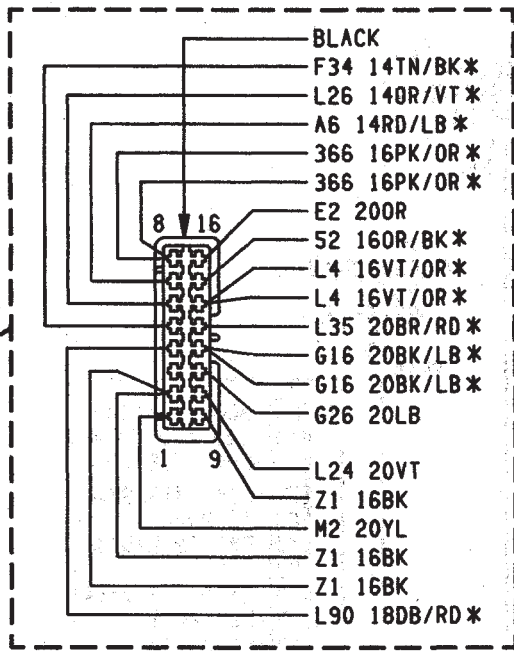 BLACK
F34 14TN/BK*
L26 14OR/VT*
A6 14RD/LB*
366 16PK/OR*
366 16PK/OR*
8 16
E2 20OR
52 16OR/BK*
L4 16VT/OR*
L4 16VT/OR*
L35 20BR/RD*
G16 20BK/LB*
G16 20BK/LB*
G26 20LB
1 9
L24 20VT
Z1 16BK
M2 20YL
Z1 16BK
Z1 16BK
L90 18DB/RD*